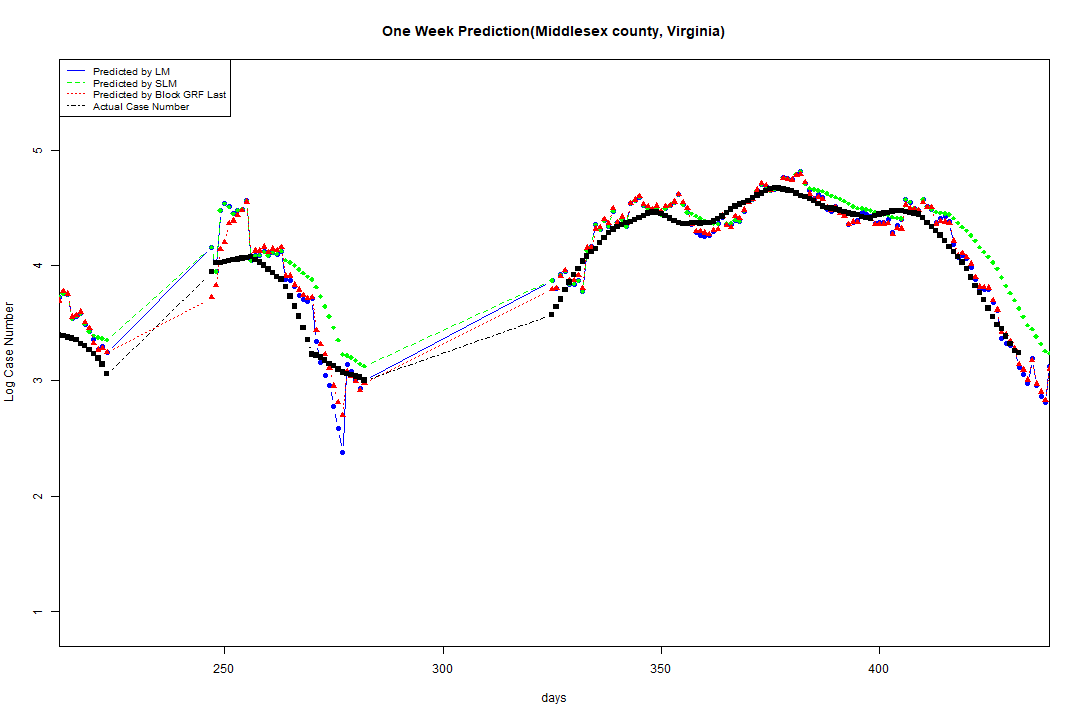 One Week Prediction(Middlesex county, Virginia)
Predicted by LM
Predicted by SLM
Predicted by Block GRF Last
Actual Case Number
5
4
3
2
1
Log Case Number
250
300
350
400
days